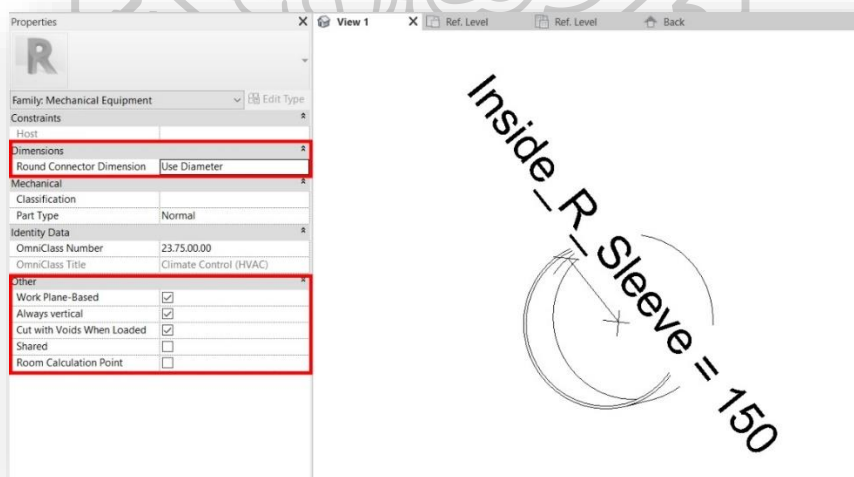 Properties
Family: Mechanical Equipment
Edit Type
Constraints
Host
Dimensions
Round Connector Dimension Use Diameter
Mechanical
Classification
Part Type Normal
Identity Data
OmniClass Number 23.75.00.00
OmniClass Title Climate Control (HVAC)
Other
Work Plane-Based
Always vertical
Cut with Voids When Loaded
Shared
Room Calculation Point
View 1 Ref. Level Ref. Level Back
Inside_R_Sleeve = 150